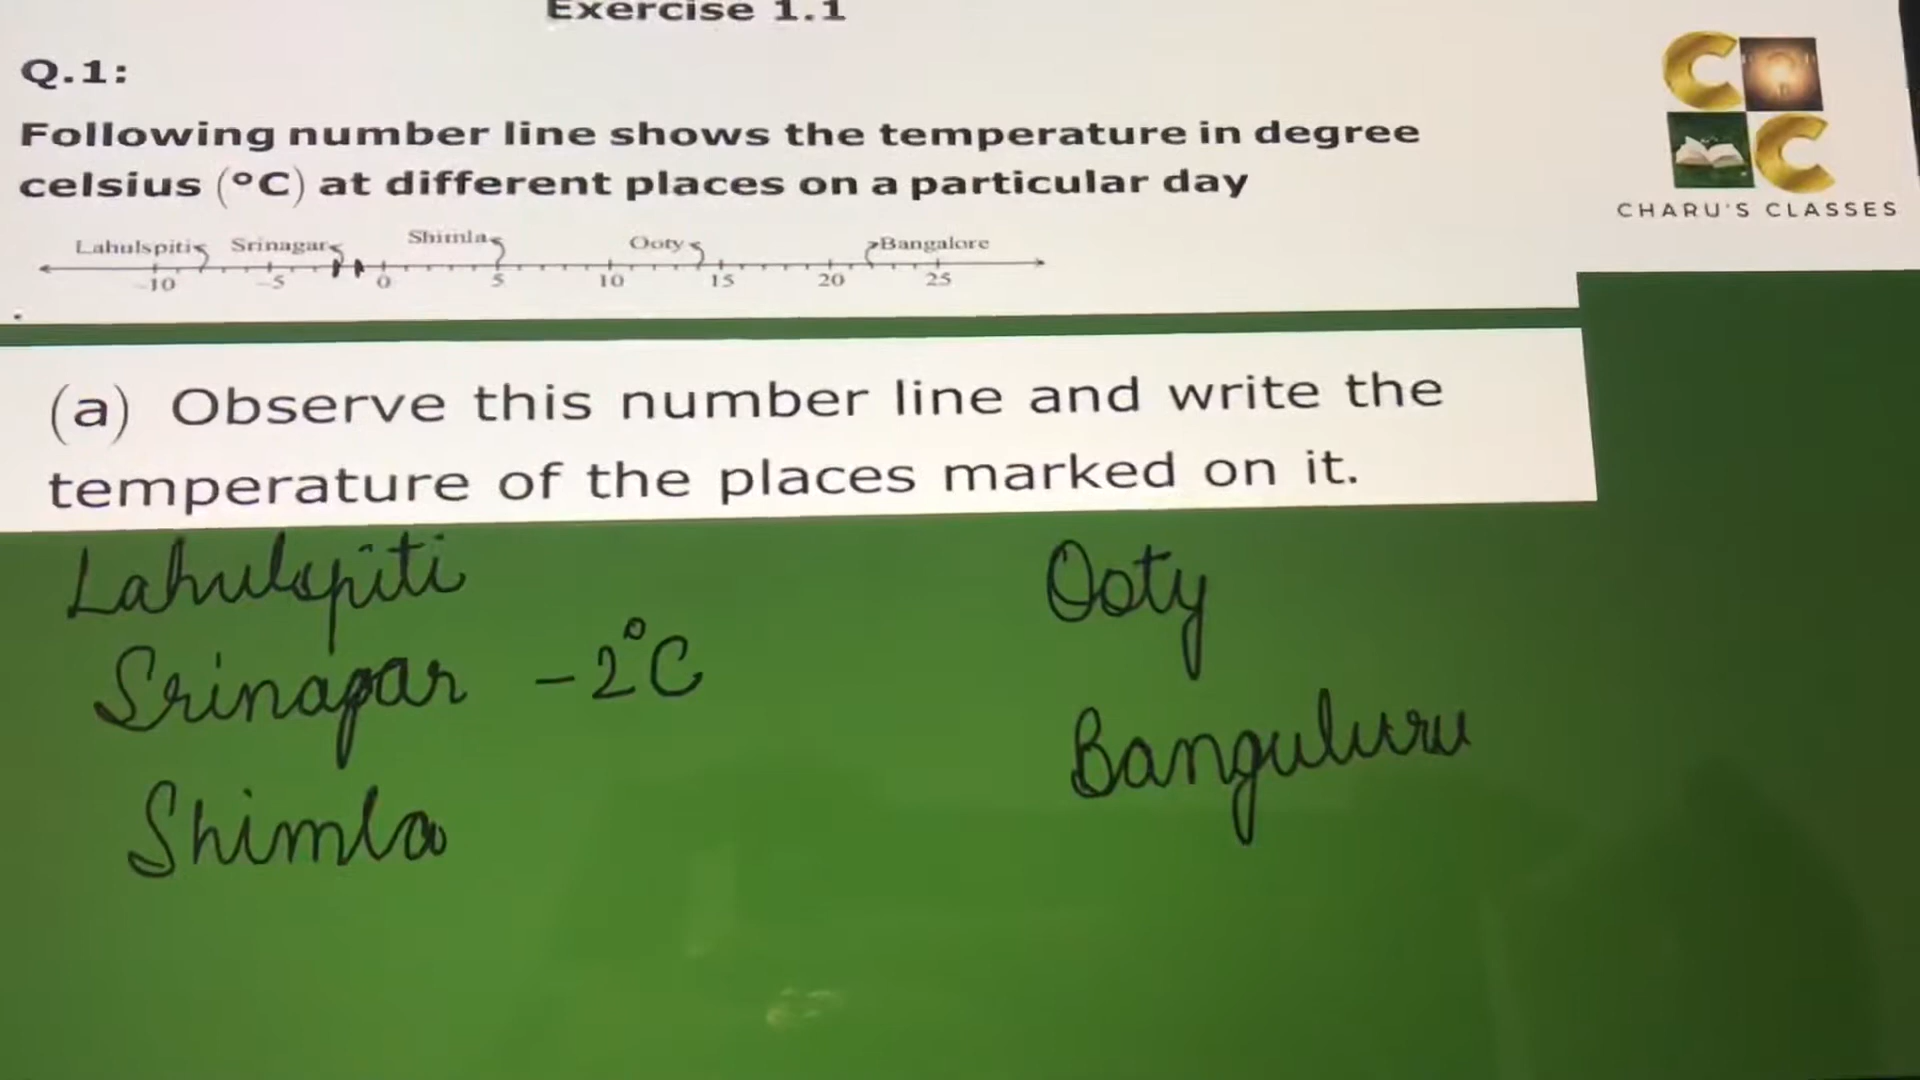 Exercise 1.1
Q.1:
Following number line shows the temperature in degree
celsius (°C) at different places on a particular day
Lahulspiti Srinagar Shimla Ooty Bangalore
-10 -5 0 5 10 15 20 25
CHARU'S CLASSES
(a) Observe this number line and write the
temperature of the places marked on it.
Lahulspiti
Srinagar -2°C
Shimla
Ooty
Banguluru